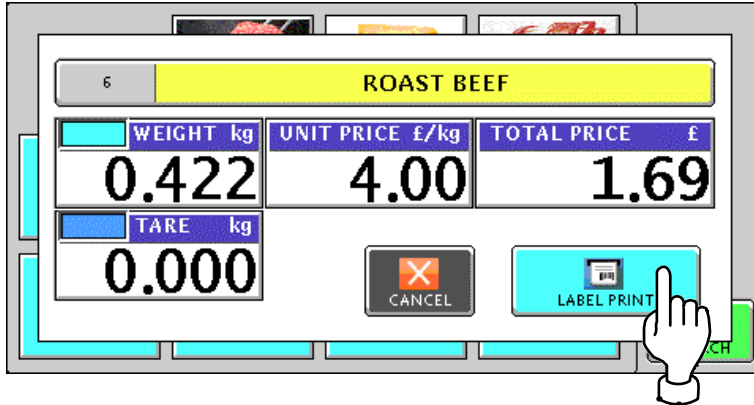 6 ROAST BEEF
WEIGHT kg UNIT PRICE £/kg TOTAL PRICE £
0.422 4.00 1.69
TARE kg
0.000
CANCEL LABEL PRINT